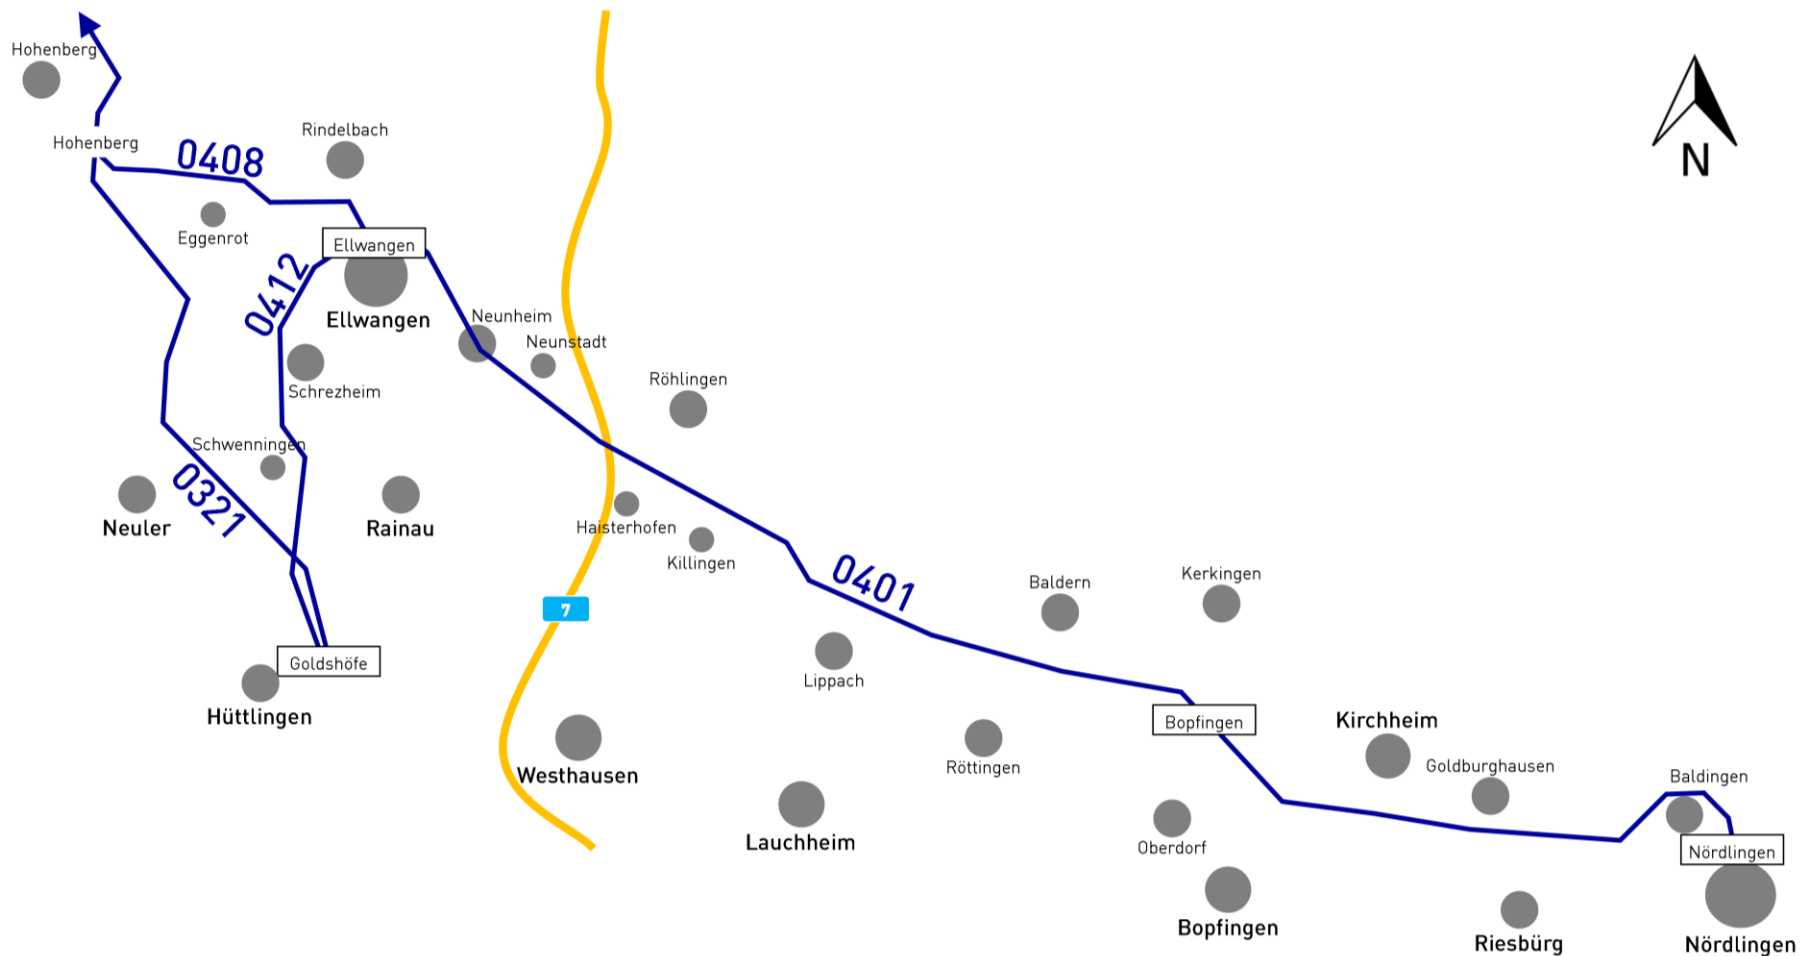 Hohenberg
Hohenberg
0408
Rindelbach
Eggenrot
Ellwangen
0412
Ellwangen
Neunheim
Neunstadt
Schrezheim
Röhlingen
Schwenningen
0321
Neuler
Rainau
Haisterhofen
Killingen
0401
Baldern
Kerkingen
7
Goldshöfe
Hüttlingen
Lippach
Westhausen
Lauchheim
Röttingen
Bopfingen
Kirchheim
Goldburghausen
Baldingen
Oberdorf
Nördlingen
Bopfingen
Riesbürg
Nördlingen
N